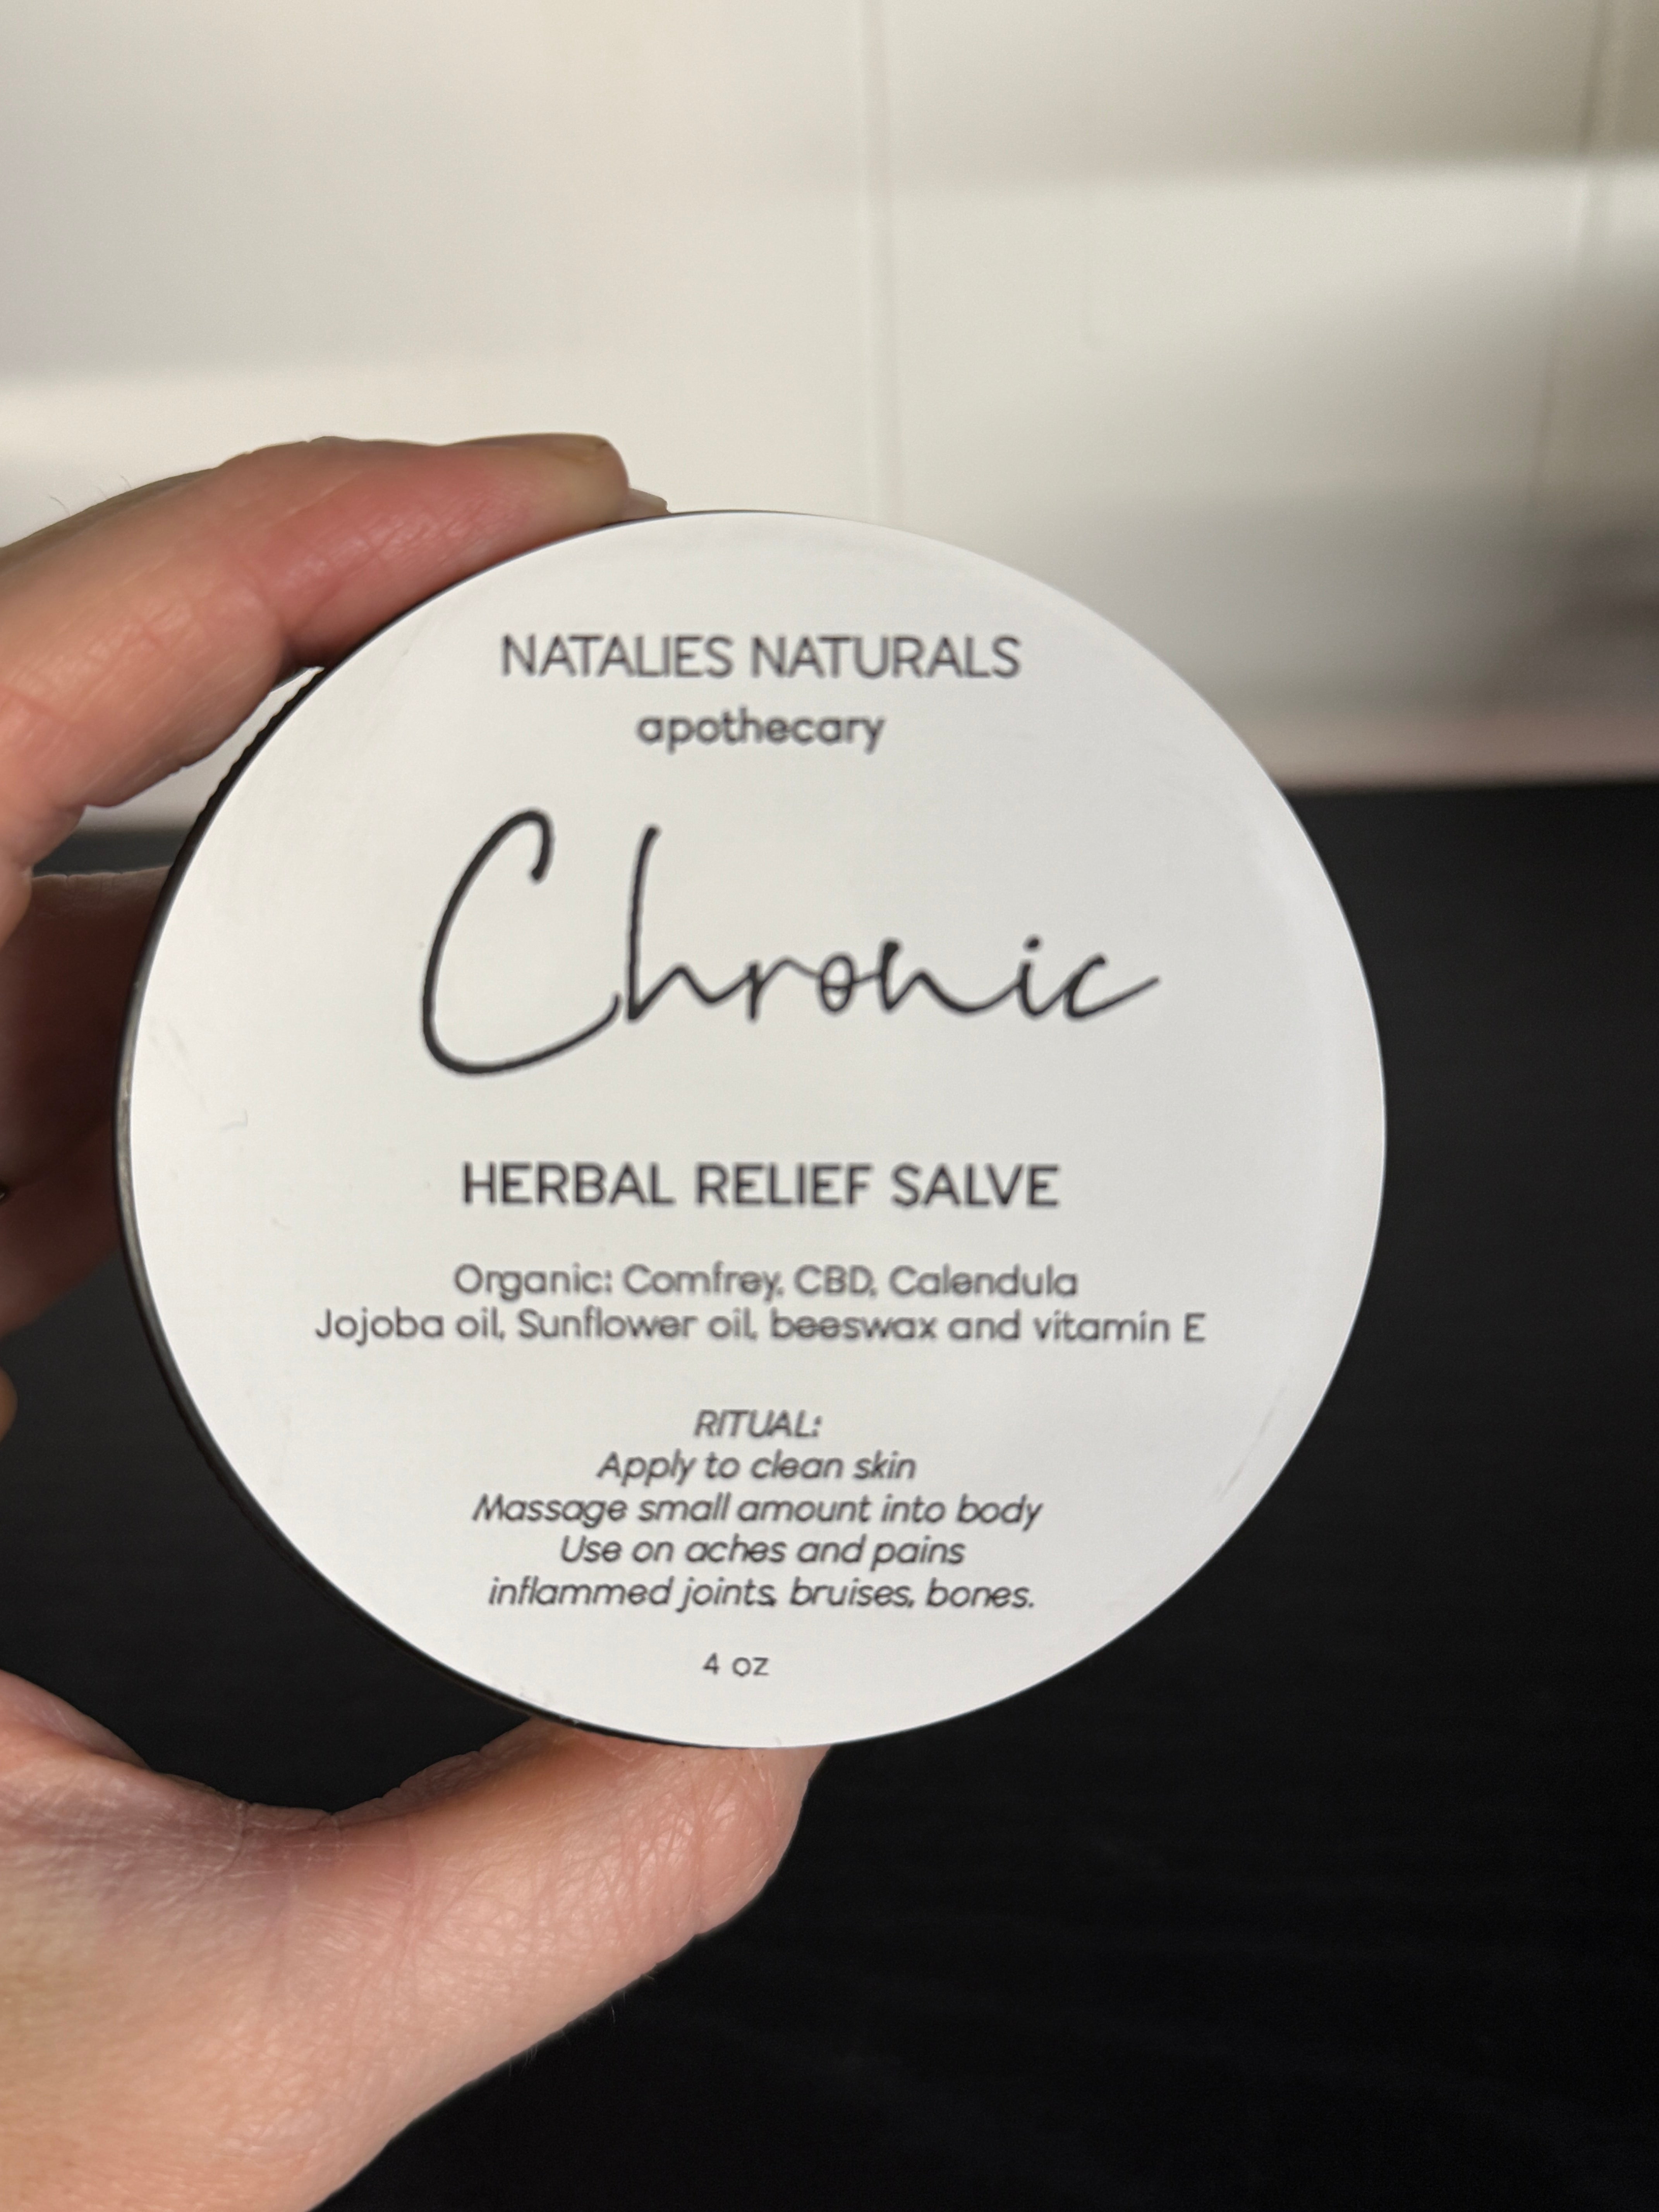 NATALIES NATURALS
apothecary
Chronic
HERBAL RELIEF SALVE
Organic: Comfrey, CBD, Calendula
Jojoba oil, Sunflower oil, beeswax and vitamin E
RITUAL:
Apply to clean skin
Massage small amount into body
Use on aches and pains
inflammed joints, bruises, bones.
4 oz